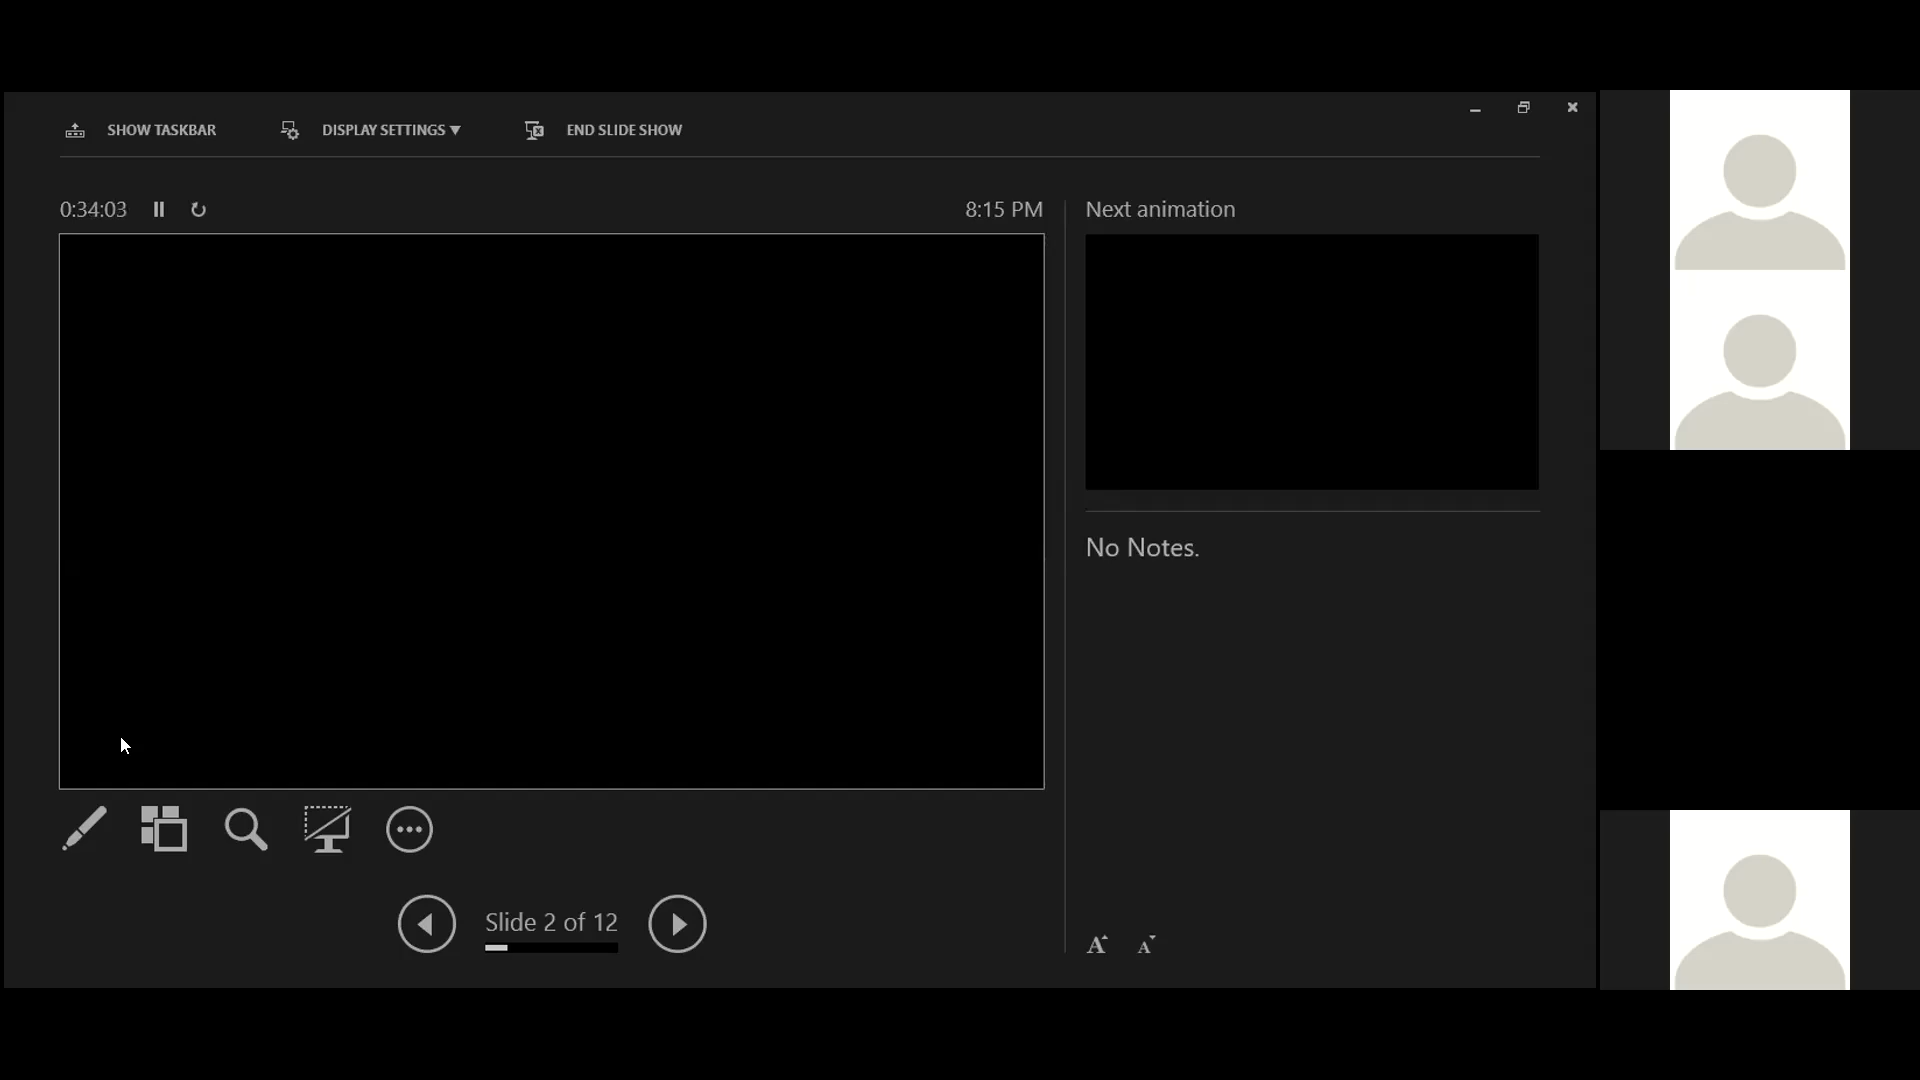 SHOW TASKBAR
DISPLAY SETTINGS
END SLIDE SHOW
0:34:03
8:15 PM
Next animation
No Notes.
Slide 2 of 12
A A